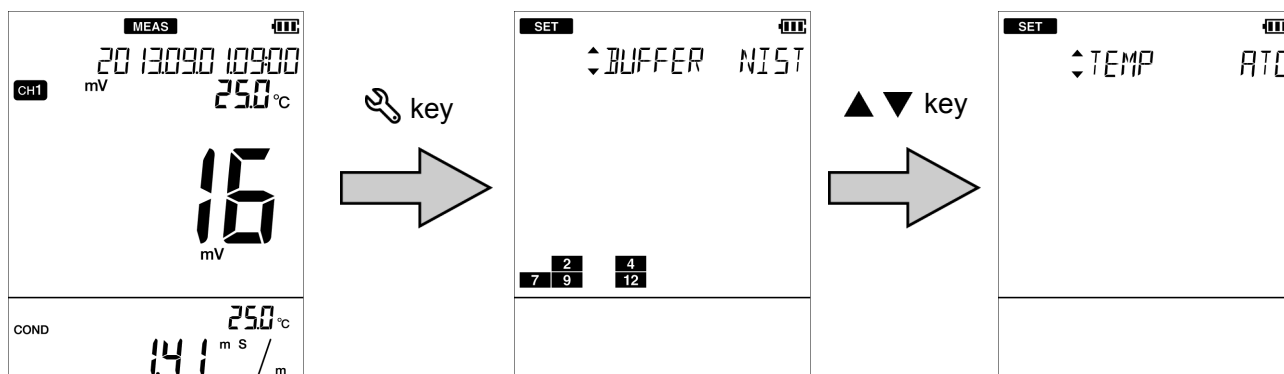 MEAS
2013.09.01.09:00
CH1 mV 25.0 °C
16
mV
COND 25.0 °C
1.41 mS/m
key
SET
BUFFER NIST
2 4
7 9 12
▲ ▼ key
SET
TEMP